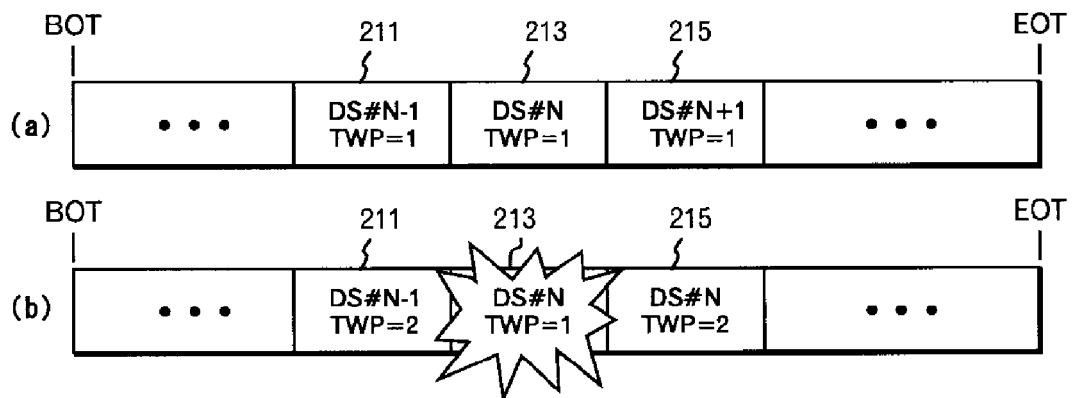 BOT 211 213 215 EOT
(a) • • • DS#N-1 DS#N DS#N+1 • • •
TWP=1 TWP=1 TWP=1
BOT 211 213 215 EOT
(b) • • • DS#N-1 DS#N DS#N • • •
TWP=2 TWP=1 TWP=2